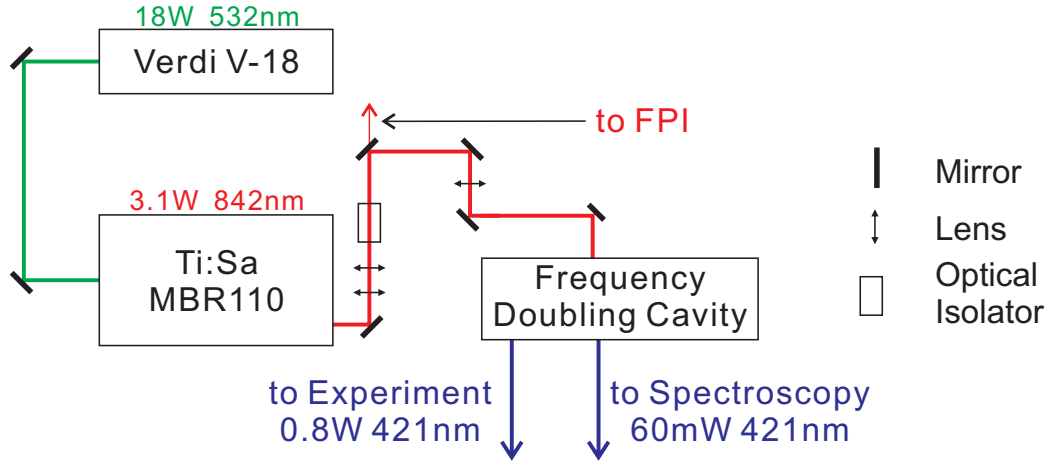 18W 532nm
Verdi V-18
to FPI
3.1W 842nm
Ti:Sa
MBR110
Frequency
Doubling Cavity
to Experiment
0.8W 421nm
to Spectroscopy
60mW 421nm
Mirror
Lens
Optical
Isolator